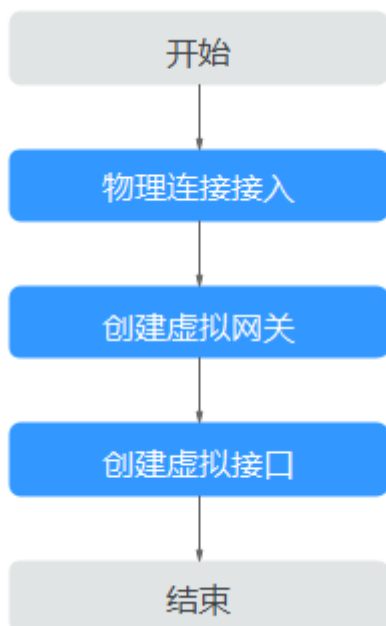 开始
物理连接接入
创建虚拟网关
创建虚拟接口
结束